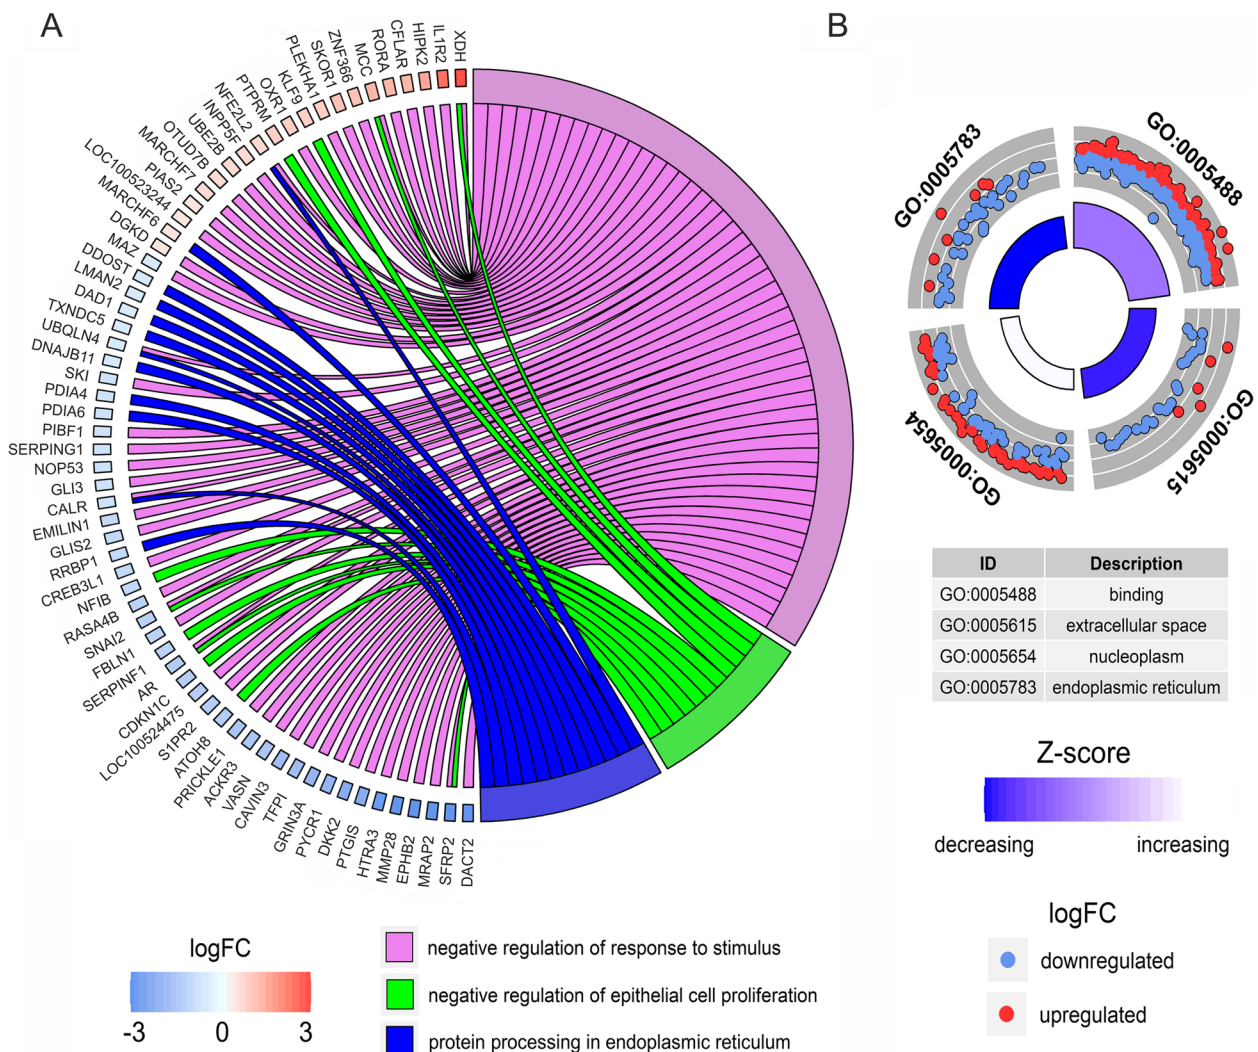 A
XDH
IL1R2
HIPK2
CFLAR
RORA
MCC
ZNF366
SKOR1
PLEKHA1
KLF9
OXR1
PTPRM
NFE2L2
INPP5F
UBE2B
OTUD7B
MARCHF7
PIAS2
LOC100523244
MARCHF6
DGKD
MAZ
DDOST
LMAN2
DAD1
TXNDC5
UBQLN4
DNAJB11
SKI
PDIA4
PDIA6
PIBF1
SERPING1
NOP53
GLI3
CALR
EMILIN1
GLIS2
RRBP1
CREB3L1
NFIB
RASA4B
SNAI2
FBLN1
SERPINF1
AR
CDKN1C
LOC100524475
S1PR2
ATOH8
PRICKLE1
ACKR3
VASN
CAVIN3
TFPI
GRIN3A
PYCR1
DKK2
PTGIS
HTRA3
MMP28
EPHB2
MRAP2
SFRP2
DACT2
logFC
-3 0 3
negative regulation of response to stimulus
negative regulation of epithelial cell proliferation
protein processing in endoplasmic reticulum
B
GO:0005783
GO:0005488
GO:0005654
GO:0005615
ID Description
GO:0005488 binding
GO:0005615 extracellular space
GO:0005654 nucleoplasm
GO:0005783 endoplasmic reticulum
Z-score
decreasing increasing
logFC
downregulated
upregulated